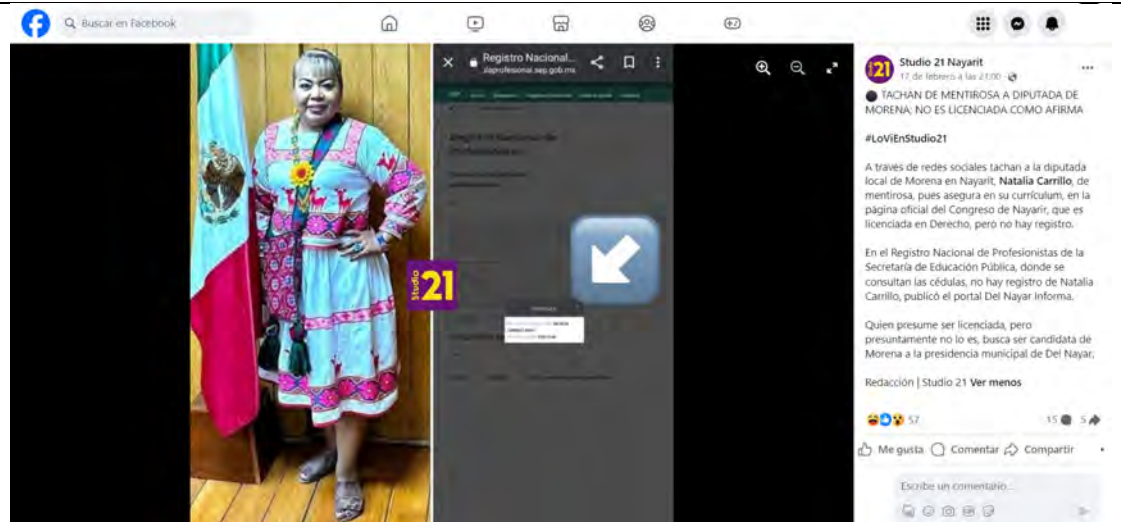 Buscar en Facebook
Registro Nacional...
Studio 21
21
Studio 21 Nayarit
17 de febrero a las 21:00
TACHAN DE MENTIROSA A DIPUTADA DE
MORENA; NO ES LICENCIADA COMO AFIRMA
#LoViEnStudio21
A través de redes sociales tachan a la diputada
local de Morena en Nayarit, Natalia Carrillo, de
mentirosa, pues asegura en su currículum, en la
página oficial del Congreso de Nayarir, que es
licenciada en Derecho, pero no hay registro.
En el Registro Nacional de Profesionistas de la
Secretaría de Educación Pública, donde se
consultan las cédulas, no hay registro de Natalia
Carrillo, publicó el portal Del Nayar Informa.
Quien presume ser licenciada, pero
presuntamente no lo es, busca ser candidata de
Morena a la presidencia municipal de Del Nayar.
Redacción | Studio 21 Ver menos
57
15
5
Me gusta
Comentar
Compartir
Escribe un comentario...